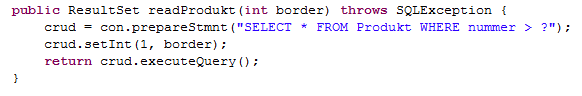 public ResultSet readProdukt(int border) throws SQLException {
crud = con.prepareStmnt("SELECT * FROM Produkt WHERE nummer > ?");
crud.setInt(1, border);
return crud.executeQuery();
}